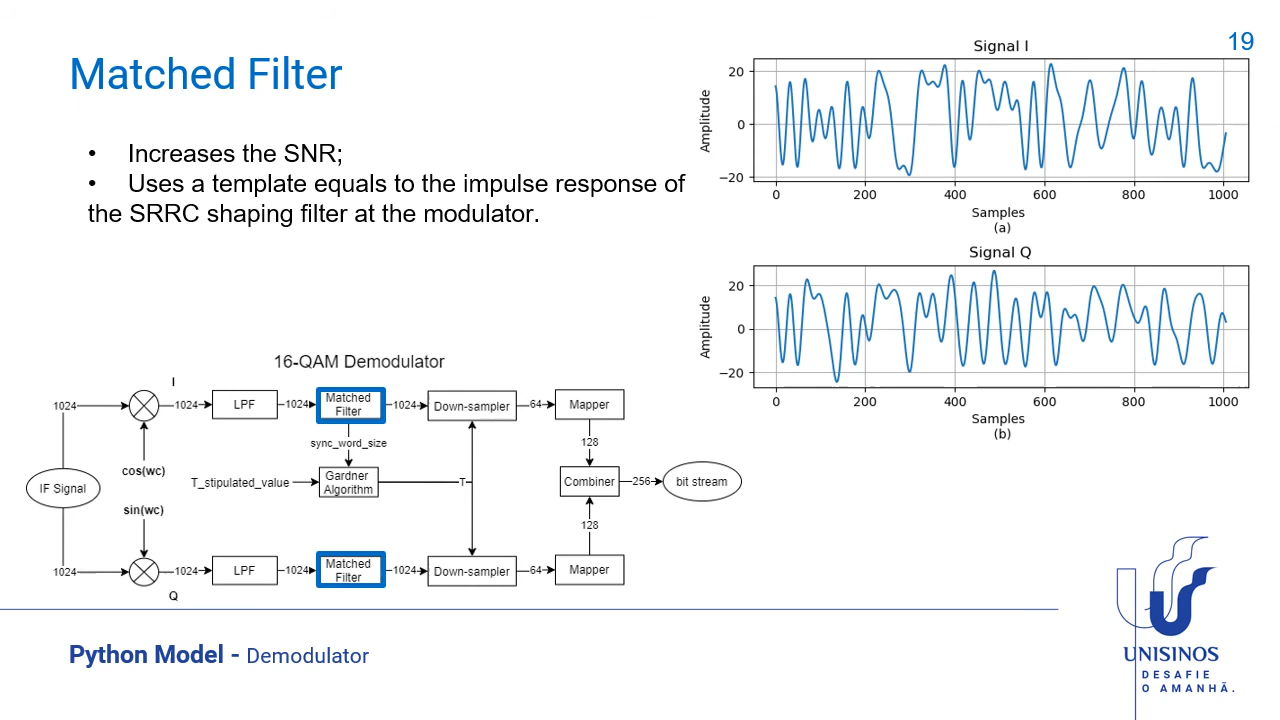 19
Matched Filter
• Increases the SNR;
• Uses a template equals to the impulse response of
the SRRC shaping filter at the modulator.
Signal I
Amplitude
20
0
−20
0 200 400 600 800 1000
Samples
(a)
Signal Q
Amplitude
20
0
−20
0 200 400 600 800 1000
Samples
(b)
16-QAM Demodulator
I
1024
1024
LPF
1024
Matched
Filter
1024
Down-sampler
64
Mapper
sync_word_size
128
cos(wc)
IF Signal
T_stipulated_value
Gardner
Algorithm
T
Combiner
256
bit stream
sin(wc)
128
1024
1024
LPF
1024
Matched
Filter
1024
Down-sampler
64
Mapper
Q
Python Model - Demodulator
UNISINOS
DESAFIE
O AMANHÃ.